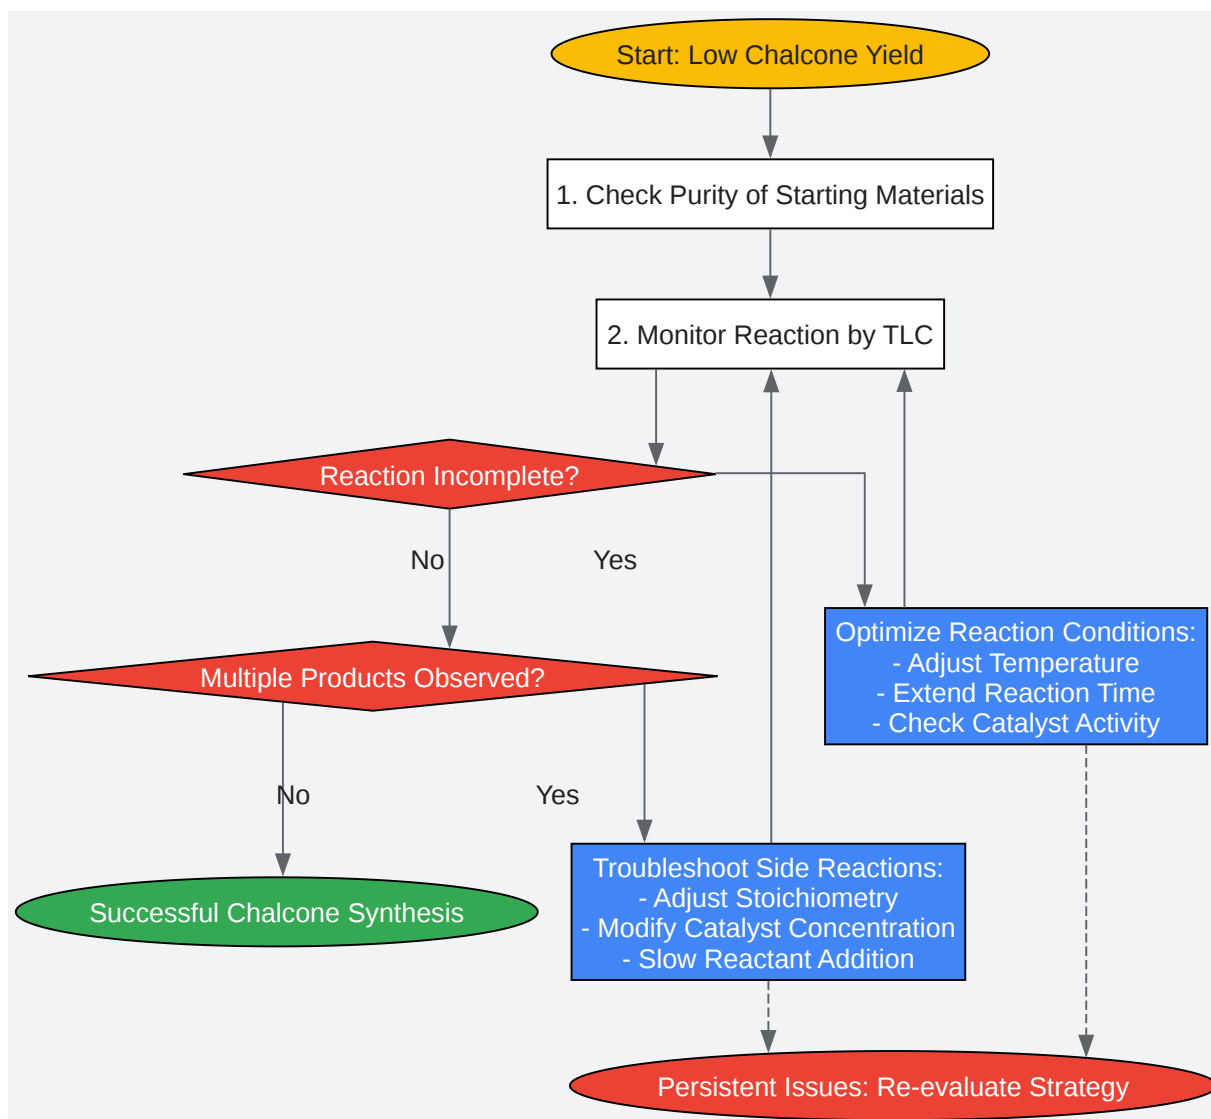 Start: Low Chalcone Yield
1. Check Purity of Starting Materials
2. Monitor Reaction by TLC
Reaction Incomplete?
No
Yes
Optimize Reaction Conditions:
- Adjust Temperature
- Extend Reaction Time
- Check Catalyst Activity
Multiple Products Observed?
No
Yes
Troubleshoot Side Reactions:
- Adjust Stoichiometry
- Modify Catalyst Concentration
- Slow Reactant Addition
Successful Chalcone Synthesis
Persistent Issues: Re-evaluate Strategy